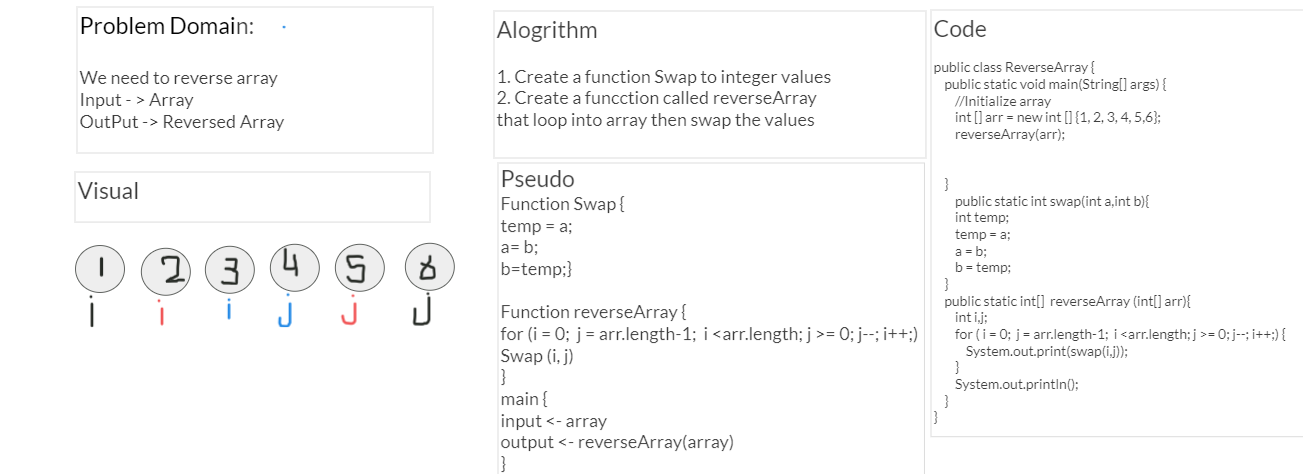 Problem Domain:
We need to reverse array
Input - > Array
OutPut -> Reversed Array
Visual
1 2 3 4 5 6
i i i j j j
Alogrithm
1. Create a function Swap to integer values
2. Create a funcction called reverseArray
that loop into array then swap the values
Pseudo
Function Swap {
temp = a;
a= b;
b=temp;}
Function reverseArray {
for (i = 0; j = arr.length-1; i <arr.length; j >= 0; j--; i++;)
Swap (i, j)
}
main {
input <- array
output <- reverseArray(array)
}
Code
public class ReverseArray {
public static void main(String[] args) {
//Initialize array
int [] arr = new int [] {1, 2, 3, 4, 5,6};
reverseArray(arr);
}
public static int swap(int a,int b){
int temp;
temp = a;
a = b;
b = temp;
}
public static int[] reverseArray (int[] arr){
int i,j;
for ( i = 0; j = arr.length-1; i <arr.length; j >= 0; j--; i++;) {
System.out.print(swap(i,j));
}
System.out.println();
}
}